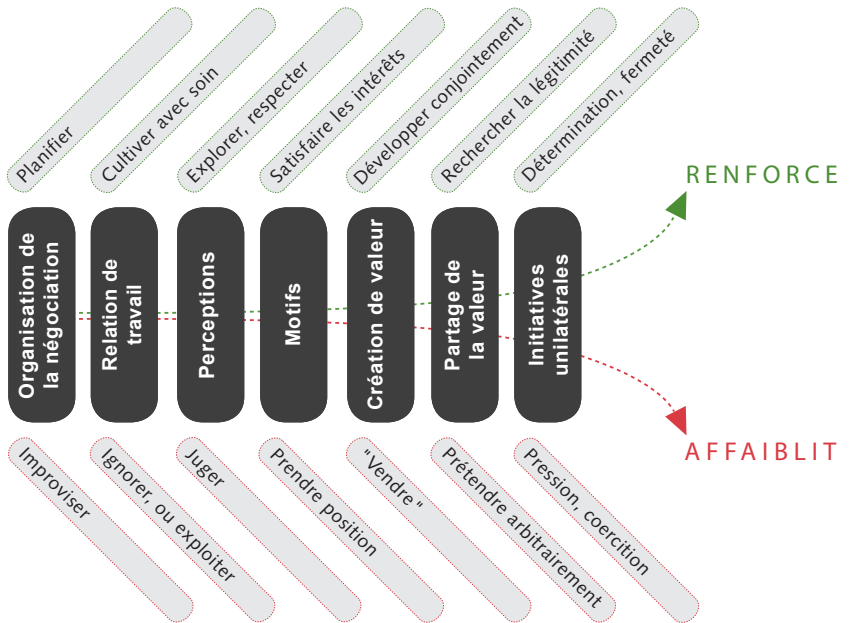 Planifier
Cultiver avec soin
Explorer, respecter
Satisfaire les intérêts
Développer conjointement
Rechercher la légitimité
Détermination, fermeté
RENFORCE
Organisation de
la négociation
Relation de
travail
Perceptions
Motifs
Création de valeur
Partage de
la valeur
Initiatives
unilatérales
AFFAIBLIT
Improviser
Ignorer, ou exploiter
Juger
Prendre position
"Vendre"
Prétendre arbitrairement
Pression, coercition